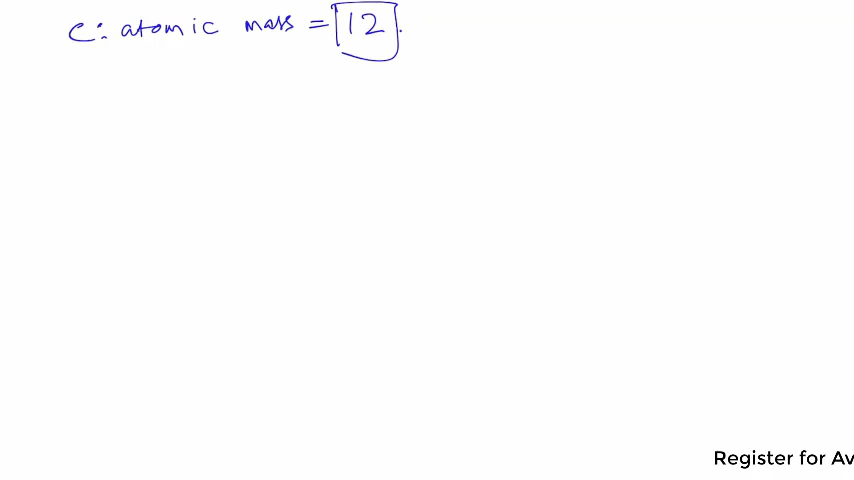 C: atomic mass = 12.
Register for Av